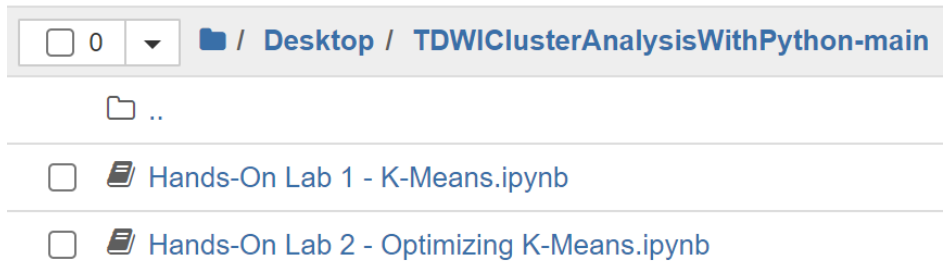 0 / Desktop / TDWIClusterAnalysisWithPython-main
..
Hands-On Lab 1 - K-Means.ipynb
Hands-On Lab 2 - Optimizing K-Means.ipynb